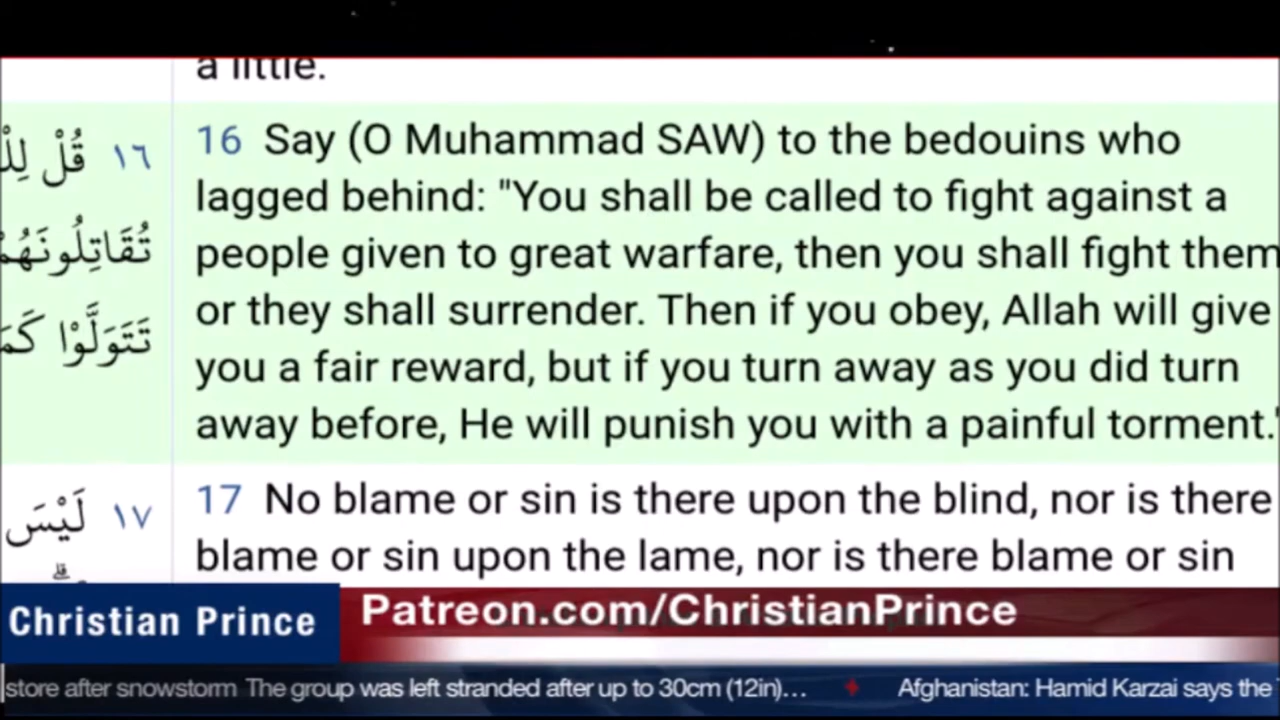 a little.
١٦ قُلْ
تُقَاتِلُونَهُمْ
تَتَوَلَّوْا
16 Say (O Muhammad SAW) to the bedouins who
lagged behind: "You shall be called to fight against a
people given to great warfare, then you shall fight them
or they shall surrender. Then if you obey, Allah will give
you a fair reward, but if you turn away as you did turn
away before, He will punish you with a painful torment."
١٧ لَيْسَ
17 No blame or sin is there upon the blind, nor is there
blame or sin upon the lame, nor is there blame or sin
Christian Prince
Patreon.com/ChristianPrince
store after snowstorm The group was left stranded after up to 30cm (12in)... Afghanistan: Hamid Karzai says the